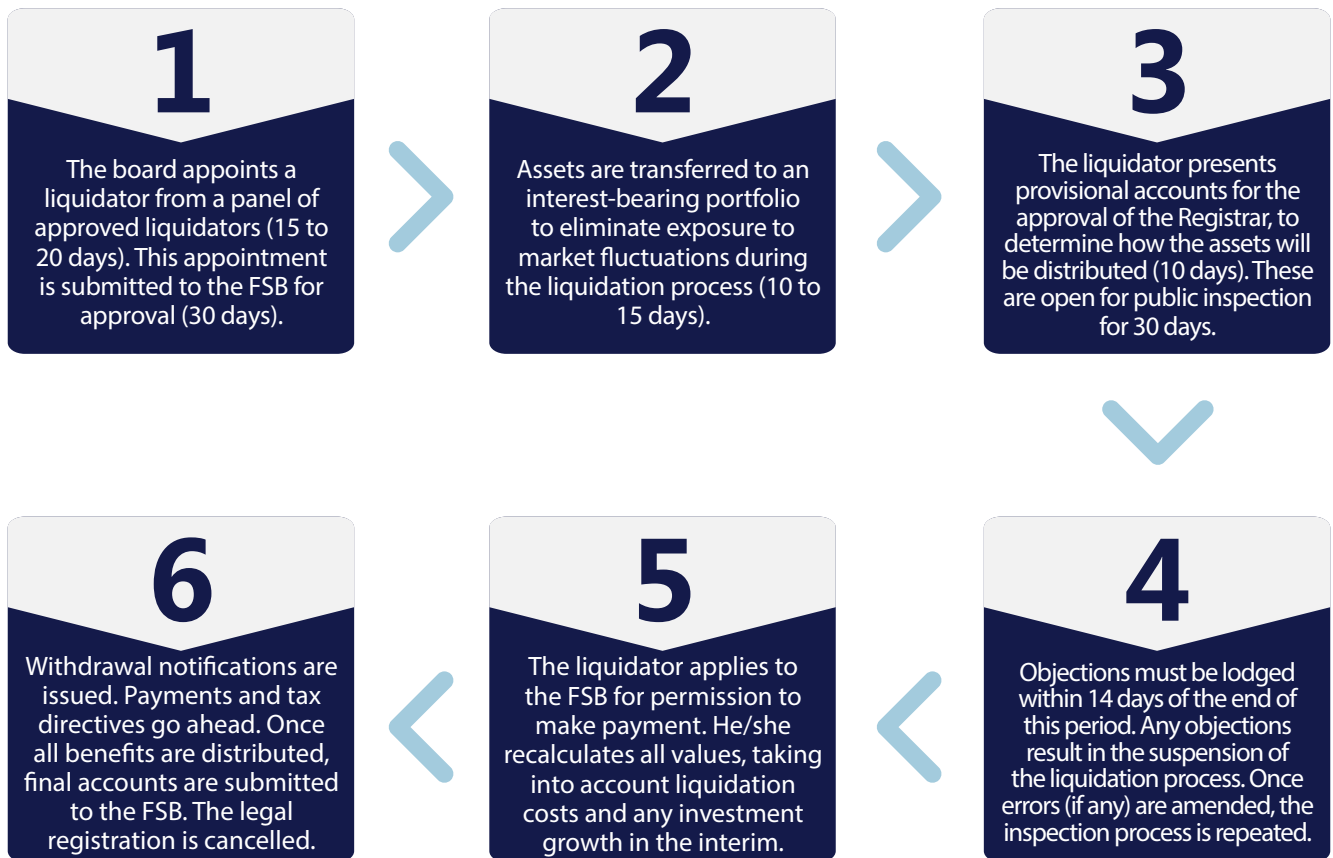 1
The board appoints a
liquidator from a panel of
approved liquidators (15 to
20 days). This appointment
is submitted to the FSB for
approval (30 days).
2
Assets are transferred to an
interest-bearing portfolio
to eliminate exposure to
market fluctuations during
the liquidation process (10 to
15 days).
3
The liquidator presents
provisional accounts for the
approval of the Registrar, to
determine how the assets will
be distributed (10 days). These
are open for public inspection
for 30 days.
4
Objections must be lodged
within 14 days of the end of
this period. Any objections
result in the suspension of
the liquidation process. Once
errors (if any) are amended, the
inspection process is repeated.
5
The liquidator applies to
the FSB for permission to
make payment. He/she
recalculates all values, taking
into account liquidation
costs and any investment
growth in the interim.
6
Withdrawal notifications are
issued. Payments and tax
directives go ahead. Once
all benefits are distributed,
final accounts are submitted
to the FSB. The legal
registration is cancelled.